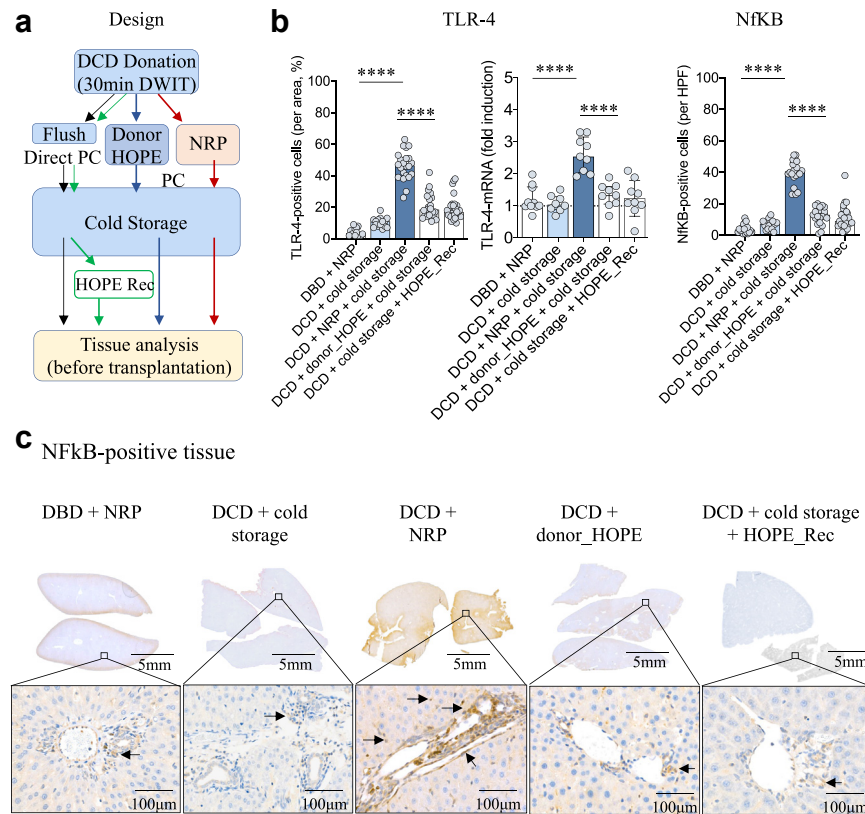 a
Design
DCD Donation
(30min DWIT)
Flush
Donor
HOPE
NRP
Direct PC
PC
Cold Storage
HOPE Rec
Tissue analysis
(before transplantation)
b
TLR-4
NfKB
TLR-4-positive cells (per area, %)
100
80
60
40
20
0
****
****
DBD + NRP
DCD + cold storage
DCD + NRP + cold storage
DCD + donor_HOPE + cold storage
DCD + cold storage + HOPE_Rec
TLR-4-mRNA (fold induction)
5
4
3
2
1
0
****
****
DBD + NRP
DCD + cold storage
DCD + NRP + cold storage
DCD + donor_HOPE + cold storage
DCD + cold storage + HOPE_Rec
NfKB-positive cells (per HPF)
100
80
60
40
20
0
****
****
DBD + NRP
DCD + cold storage
DCD + NRP + cold storage
DCD + donor_HOPE + cold storage
DCD + cold storage + HOPE_Rec
c
NFkB-positive tissue
DBD + NRP
DCD + cold
storage
DCD +
NRP
DCD +
donor_HOPE
DCD + cold storage
+ HOPE_Rec
5mm
5mm
5mm
5mm
5mm
100µm
100µm
100µm
100µm
100µm